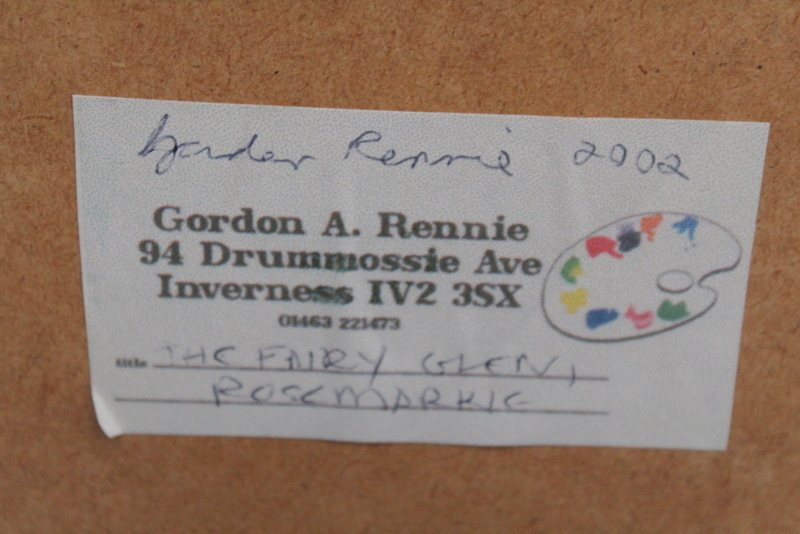 Gordon Rennie 2002
Gordon A. Rennie
94 Drummossie Ave
Inverness IV2 3SX
01463 221473
title THE FAIRY GLEN,
ROSEMARKIE